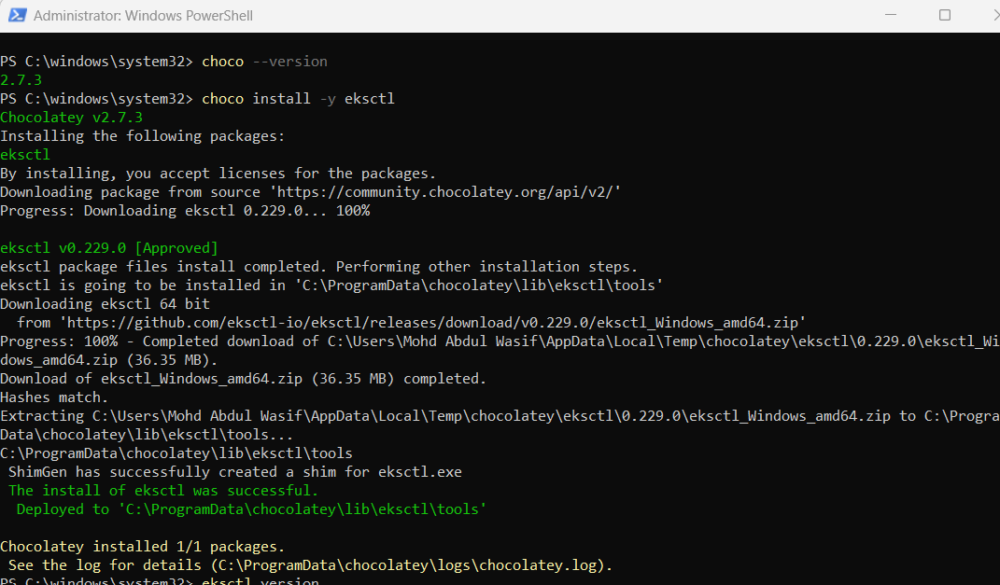 Administrator: Windows PowerShell
PS C:\windows\system32> choco --version
2.7.3
PS C:\windows\system32> choco install -y eksctl
Chocolatey v2.7.3
Installing the following packages:
eksctl
By installing, you accept licenses for the packages.
Downloading package from source 'https://community.chocolatey.org/api/v2/'
Progress: Downloading eksctl 0.229.0... 100%
eksctl v0.229.0 [Approved]
eksctl package files install completed. Performing other installation steps.
eksctl is going to be installed in 'C:\ProgramData\chocolatey\lib\eksctl\tools'
Downloading eksctl 64 bit
  from 'https://github.com/eksctl-io/eksctl/releases/download/v0.229.0/eksctl_Windows_amd64.zip'
Progress: 100% - Completed download of C:\Users\Mohd Abdul Wasif\AppData\Local\Temp\chocolatey\eksctl\0.229.0\eksctl_Wi
dows_amd64.zip (36.35 MB).
Download of eksctl_Windows_amd64.zip (36.35 MB) completed.
Hashes match.
Extracting C:\Users\Mohd Abdul Wasif\AppData\Local\Temp\chocolatey\eksctl\0.229.0\eksctl_Windows_amd64.zip to C:\Progra
Data\chocolatey\lib\eksctl\tools...
C:\ProgramData\chocolatey\lib\eksctl\tools
 ShimGen has successfully created a shim for eksctl.exe
 The install of eksctl was successful.
  Deployed to 'C:\ProgramData\chocolatey\lib\eksctl\tools'
Chocolatey installed 1/1 packages.
 See the log for details (C:\ProgramData\chocolatey\logs\chocolatey.log).
PS C:\windows\system32> eksctl version